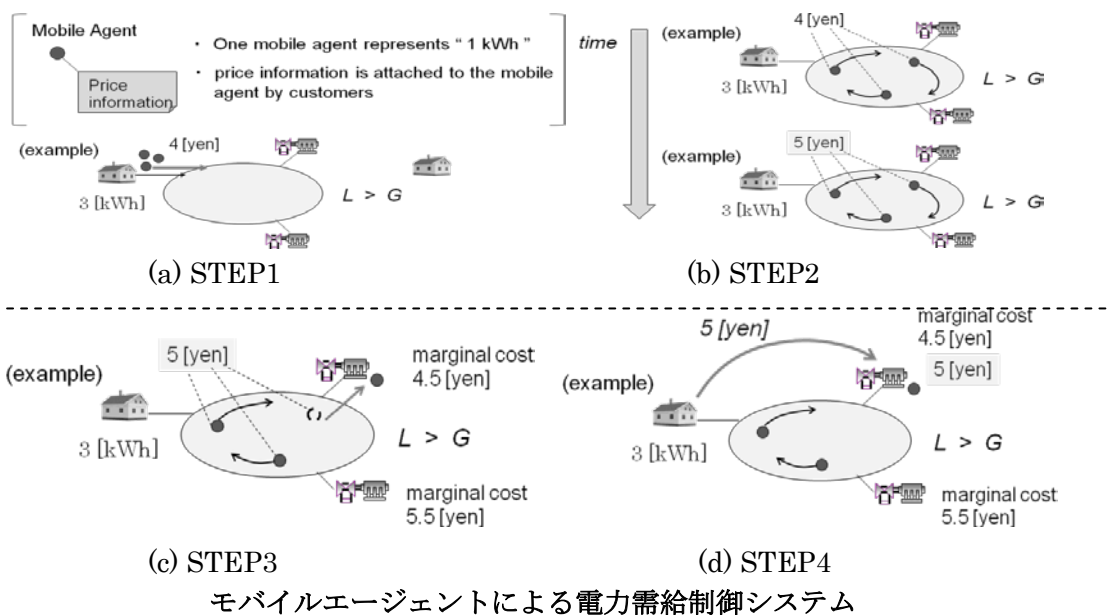 Mobile Agent
・ One mobile agent represents “ 1 kWh ”
・ price information is attached to the mobile
agent by customers
Price
information
(example)
4 [yen]
3 [kWh]
L > G
(a) STEP1
time
(example)
4 [yen]
3 [kWh]
L > G
(example)
5 [yen]
3 [kWh]
L > G
(b) STEP2
(example)
5 [yen]
marginal cost
4.5 [yen]
3 [kWh]
L > G
marginal cost
5.5 [yen]
(c) STEP3
(example)
5 [yen]
marginal cost
4.5 [yen]
5 [yen]
3 [kWh]
L > G
marginal cost
5.5 [yen]
(d) STEP4
モバイルエージェントによる電力需給制御システム